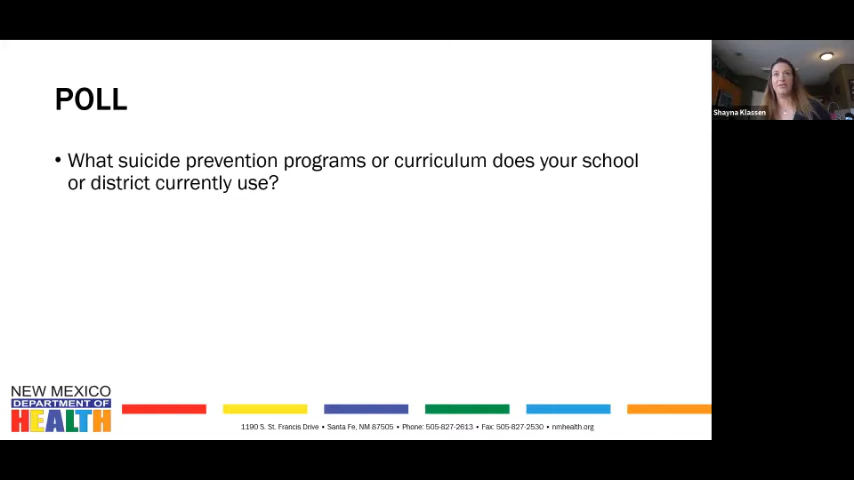 POLL
• What suicide prevention programs or curriculum does your school
or district currently use?
Shayna Klassen
NEW MEXICO
DEPARTMENT OF
HEALTH
1190 S. St. Francis Drive • Santa Fe, NM 87505 • Phone: 505-827-2613 • Fax: 505-827-2530 • nmhealth.org